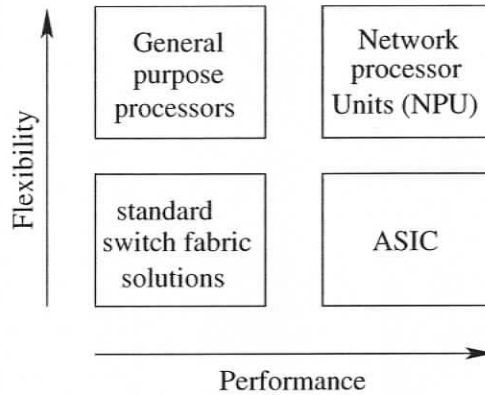 Flexibility
General
purpose
processors
Network
processor
Units (NPU)
standard
switch fabric
solutions
ASIC
Performance